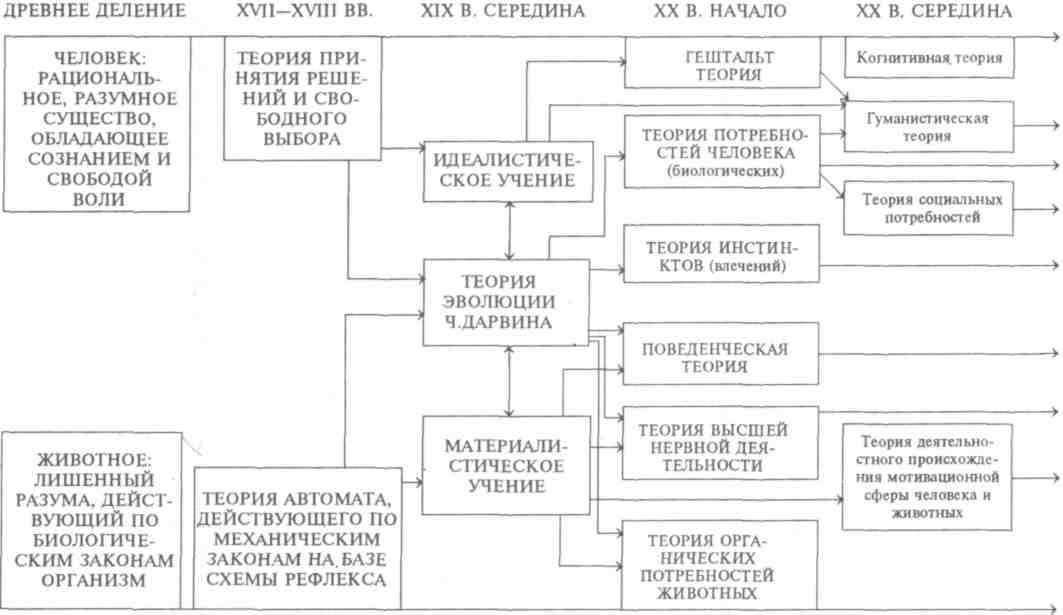 ДРЕВНЕЕ ДЕЛЕНИЕ
XVII—XVIII ВВ.
XIX В. СЕРЕДИНА
XX В. НАЧАЛО
XX В. СЕРЕДИНА
ЧЕЛОВЕК:
РАЦИОНАЛЬ-
НОЕ, РАЗУМНОЕ
СУЩЕСТВО,
ОБЛАДАЮЩЕЕ
СОЗНАНИЕМ И
СВОБОДОЙ
ВОЛИ
ЖИВОТНОЕ:
ЛИШЕННЫЙ
РАЗУМА, ДЕЙСТ-
ВУЮЩИЙ ПО
БИОЛОГИЧЕ-
СКИМ ЗАКОНАМ
ОРГАНИЗМ
ТЕОРИЯ ПРИ-
НЯТИЯ РЕШЕ-
НИЙ И СВО-
БОДНОГО
ВЫБОРА
ТЕОРИЯ АВТОМАТА,
ДЕЙСТВУЮЩЕГО ПО
МЕХАНИЧЕСКИМ
ЗАКОНАМ НА БАЗЕ
СХЕМЫ РЕФЛЕКСА
ИДЕАЛИСТИЧЕ-
СКОЕ УЧЕНИЕ
ТЕОРИЯ
ЭВОЛЮЦИИ
Ч.ДАРВИНА
МАТЕРИАЛИ-
СТИЧЕСКОЕ
УЧЕНИЕ
ГЕШТАЛЬТ
ТЕОРИЯ
ТЕОРИЯ ПОТРЕБНО-
СТЕЙ ЧЕЛОВЕКА
(биологических)
ТЕОРИЯ ИНСТИН-
КТОВ (влечений)
ПОВЕДЕНЧЕСКАЯ
ТЕОРИЯ
ТЕОРИЯ ВЫСШЕЙ
НЕРВНОЙ ДЕЯ-
ТЕЛЬНОСТИ
ТЕОРИЯ ОРГА-
НИЧЕСКИХ
ПОТРЕБНОСТЕЙ
ЖИВОТНЫХ
Когнитивная теория
Гуманистическая
теория
Теория социальных
потребностей
Теория деятельно-
стного происхожде-
ния мотивационной
сферы человека и
животных